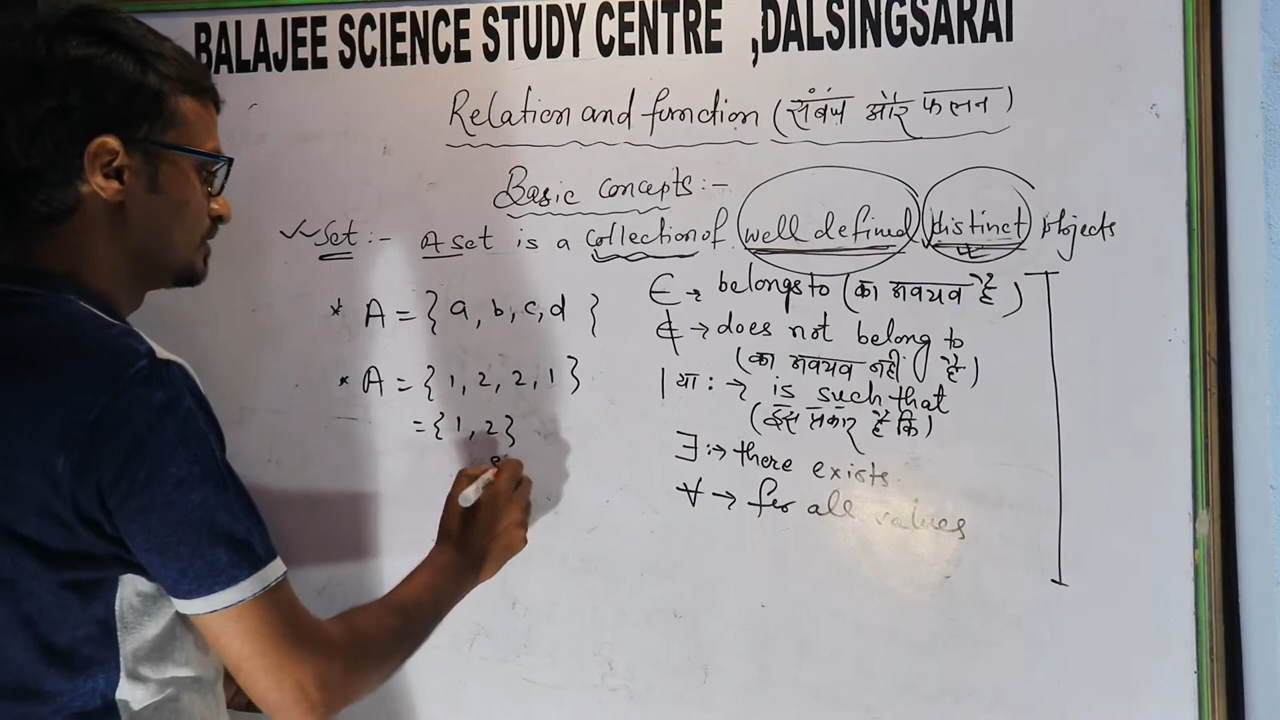 BALAJEE SCIENCE STUDY CENTRE ,DALSINGSARAI
Relation and function (संबंध और फलन)
Basic concepts:-
Set:- A set is a collection of well defined, distinct objects
* A = {a, b, c, d}
* A = {1, 2, 2, 1}
= {1, 2}
∈ → belongs to (का अवयव है)
∉ → does not belong to
(का अवयव नहीं है)
| या : → is such that
(इस प्रकार है कि)
∃ :→ there exists.
∀ → for all values